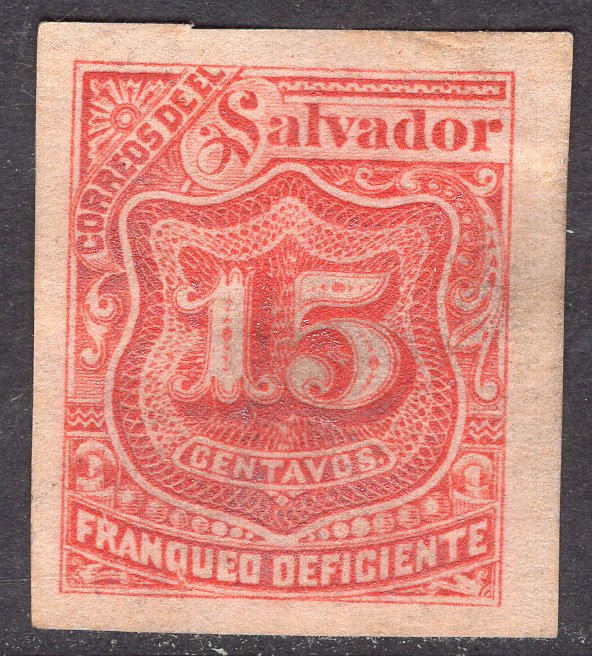 CORREOS DE EL
Salvador
15
CENTAVOS.
FRANQUEO DEFICIENTE